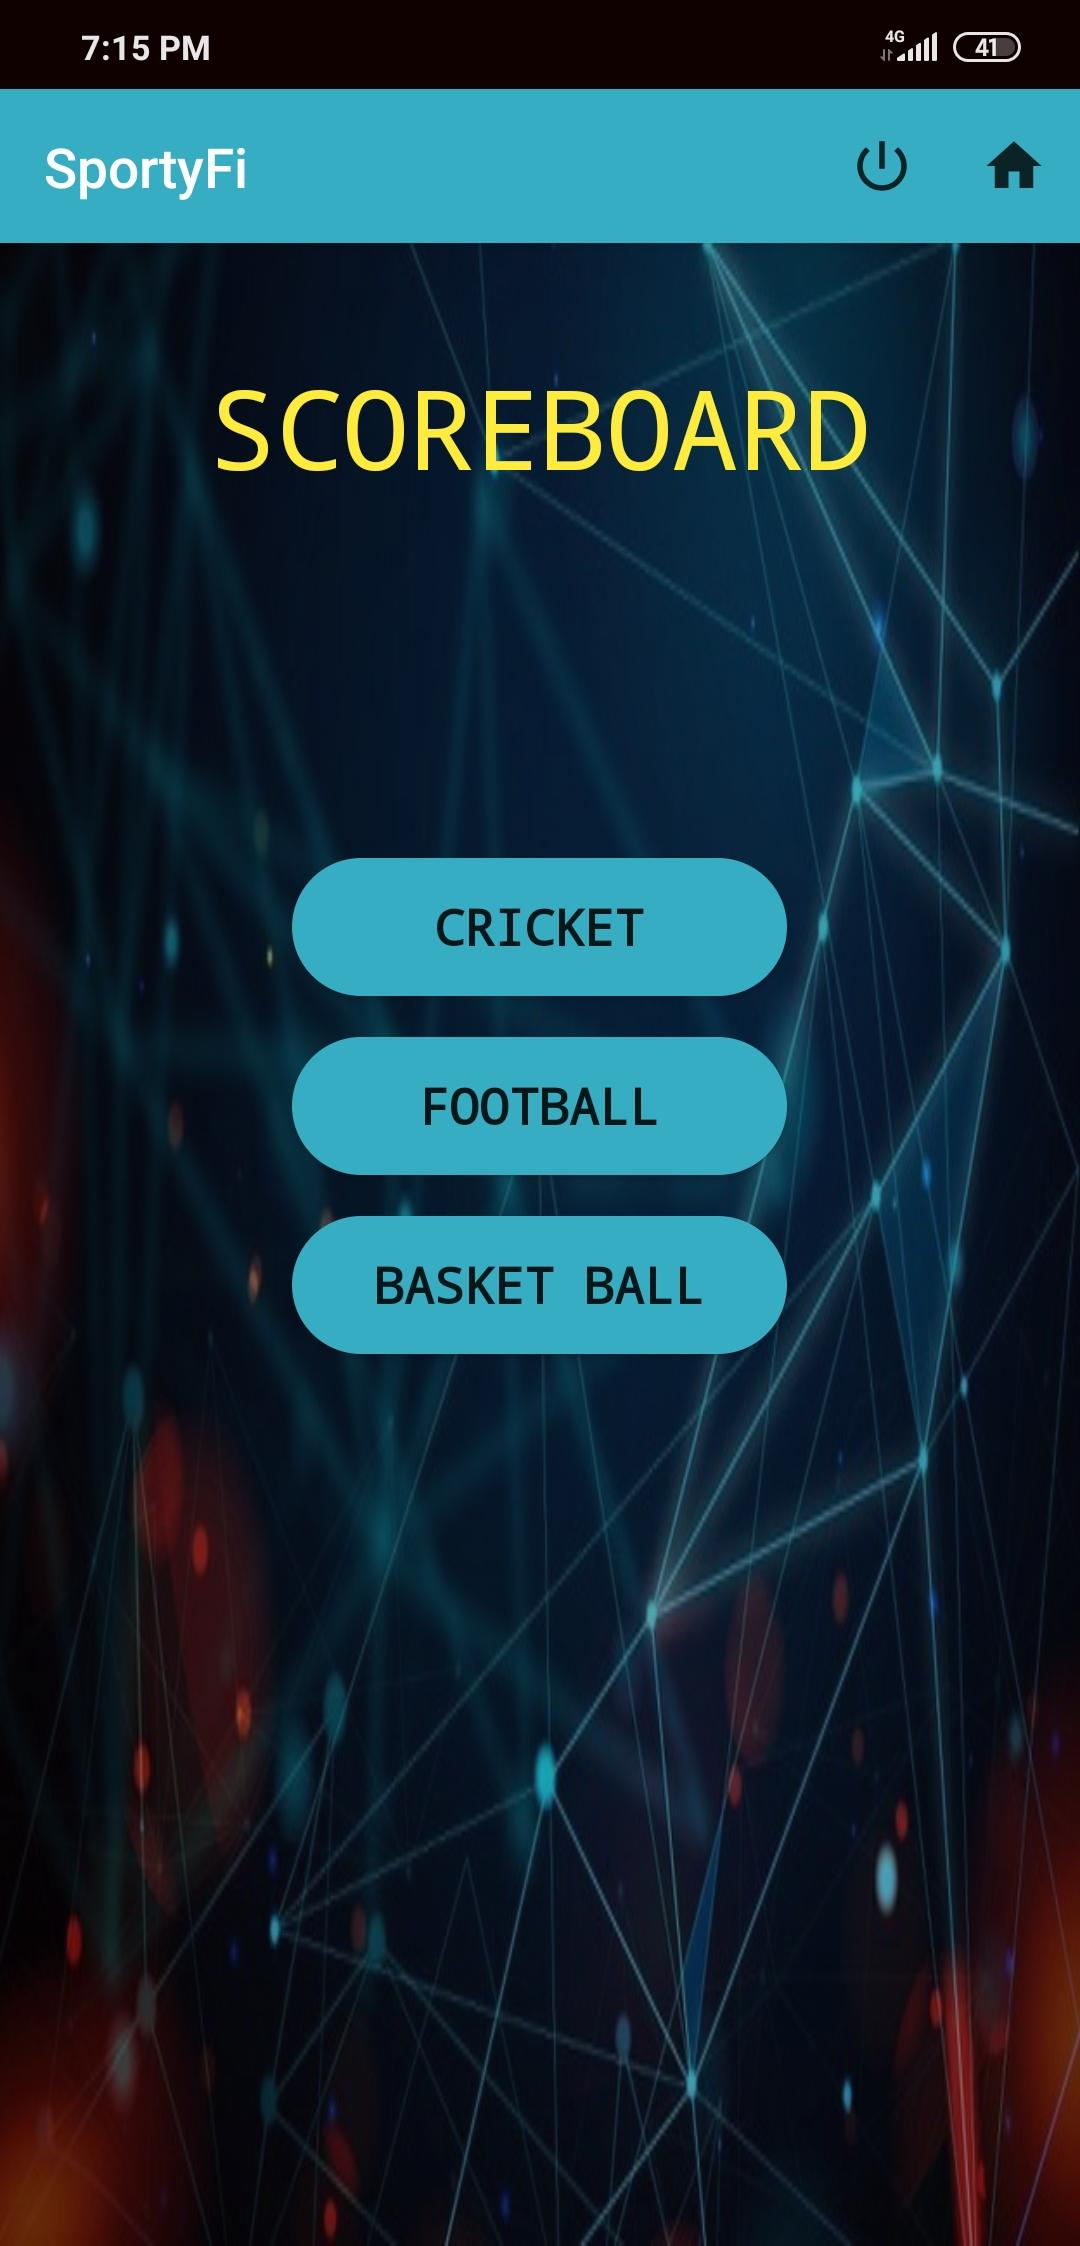 7:15 PM 4G 41
SportyFi
SCOREBOARD
CRICKET
FOOTBALL
BASKET BALL